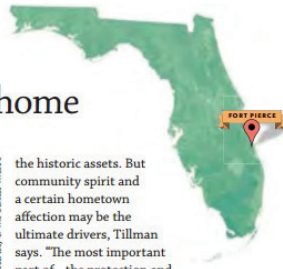 home
FORT PIERCE
the historic assets. But
community spirit and
a certain hometown
affection may be the
ultimate drivers, Tillman
says. "The most important